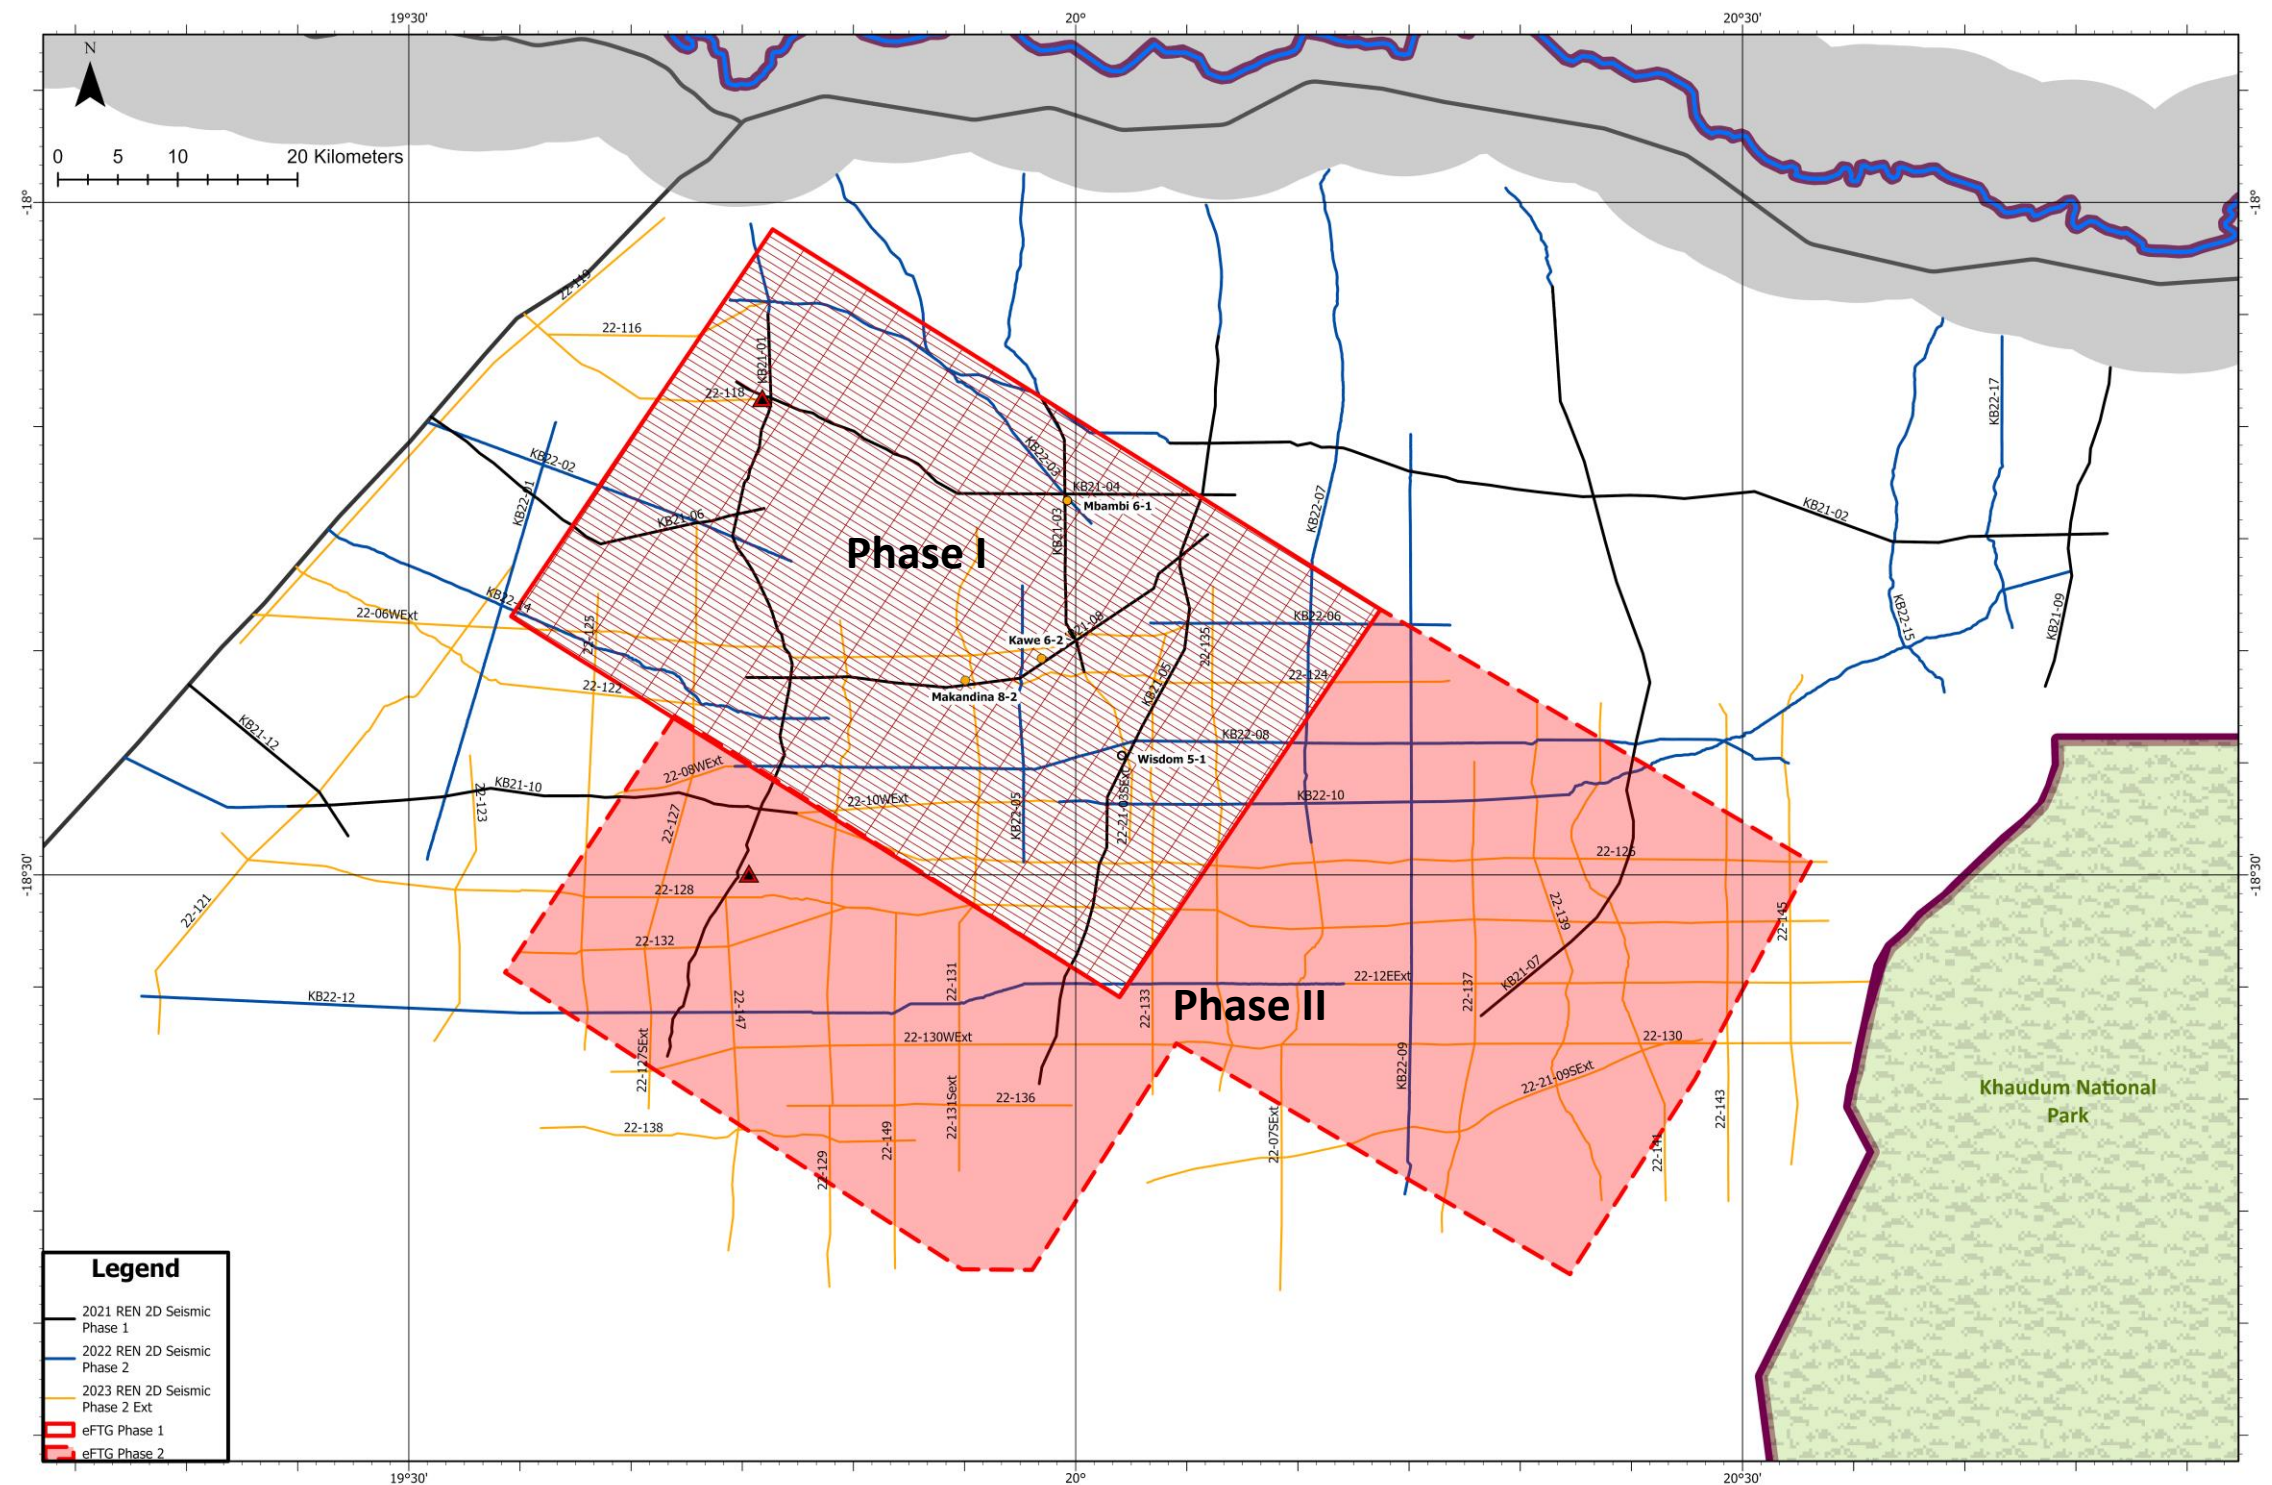 19°30'
20°
20°30'
N
0 5 10 20 Kilometers
-18°
-18°
22-119
22-116
KB21-01
22-118
KB22-17
KB22-03
KB22-02
KB21-04
Mbambi 6-1
KB22-01
KB22-07
KB21-02
KB21-06
KB21-03
Phase I
KB22-14
22-06WExt
22-125
KB22-06
KB22-15
KB21-09
Kawe 6-2
22-135
22-122
22-124
KB21-05
Makandina 8-2
KB21-12
KB22-08
Wisdom 5-1
22-08WExt
KB21-10
22-123
22-10WExt
KB22-10
KB22-05
22-127
-18°30'
-18°30'
22-128
22-121
22-139
22-145
22-132
22-131
22-12EExt
22-137
KB21-07
KB22-12
22-147
22-133
Phase II
22-130WExt
22-130
22-127SExt
KB22-09
22-21-09SExt
Khaudum National
Park
22-136
22-131Sext
22-143
22-138
22-149
22-07SExt
22-141
22-129
Legend
2021 REN 2D Seismic
Phase 1
2022 REN 2D Seismic
Phase 2
2023 REN 2D Seismic
Phase 2 Ext
eFTG Phase 1
eFTG Phase 2
19°30'
20°
20°30'